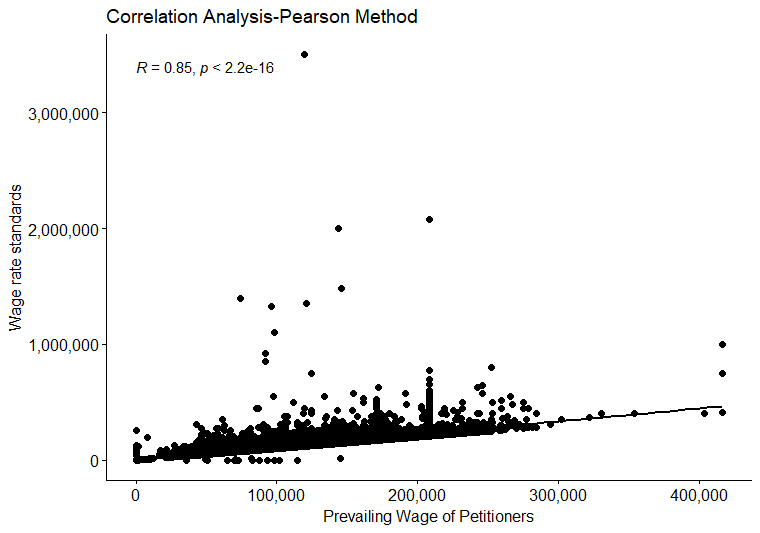 Correlation Analysis-Pearson Method
R = 0.85, p < 2.2e-16
Wage rate standards
3,000,000
2,000,000
1,000,000
0
0 100,000 200,000 300,000 400,000
Prevailing Wage of Petitioners